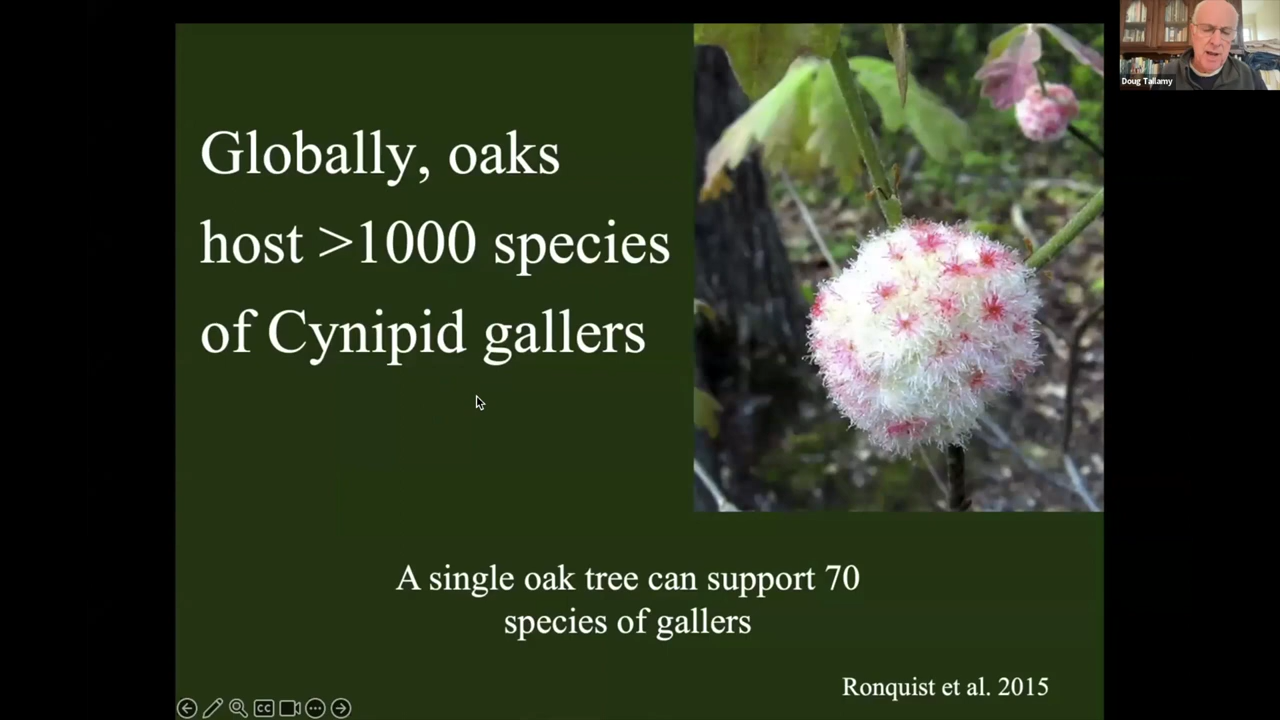 Globally, oaks
host >1000 species
of Cynipid gallers
A single oak tree can support 70
species of gallers
Ronquist et al. 2015
Doug Tallamy
CC